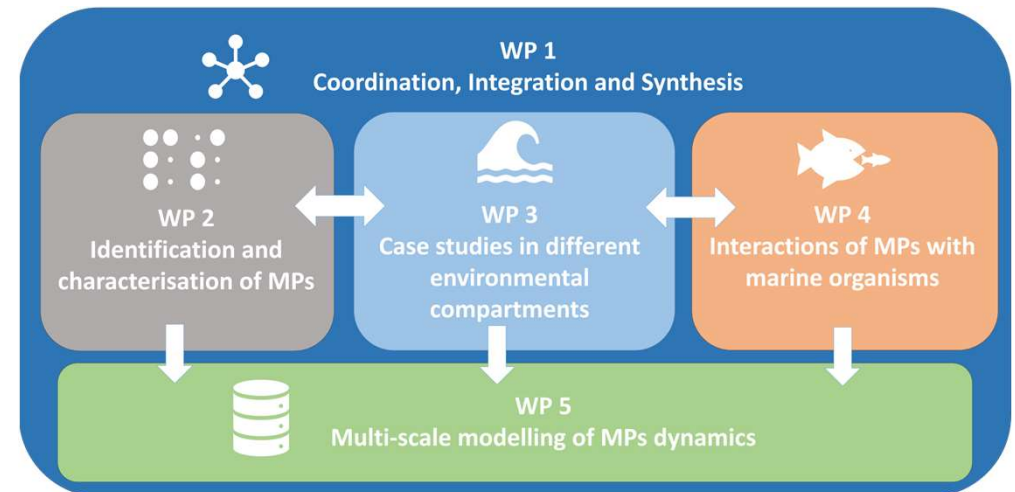 WP 1
Coordination, Integration and Synthesis
WP 2
Identification and
characterisation of MPs
WP 3
Case studies in different
environmental
compartments
WP 4
Interactions of MPs with
marine organisms
WP 5
Multi-scale modelling of MPs dynamics